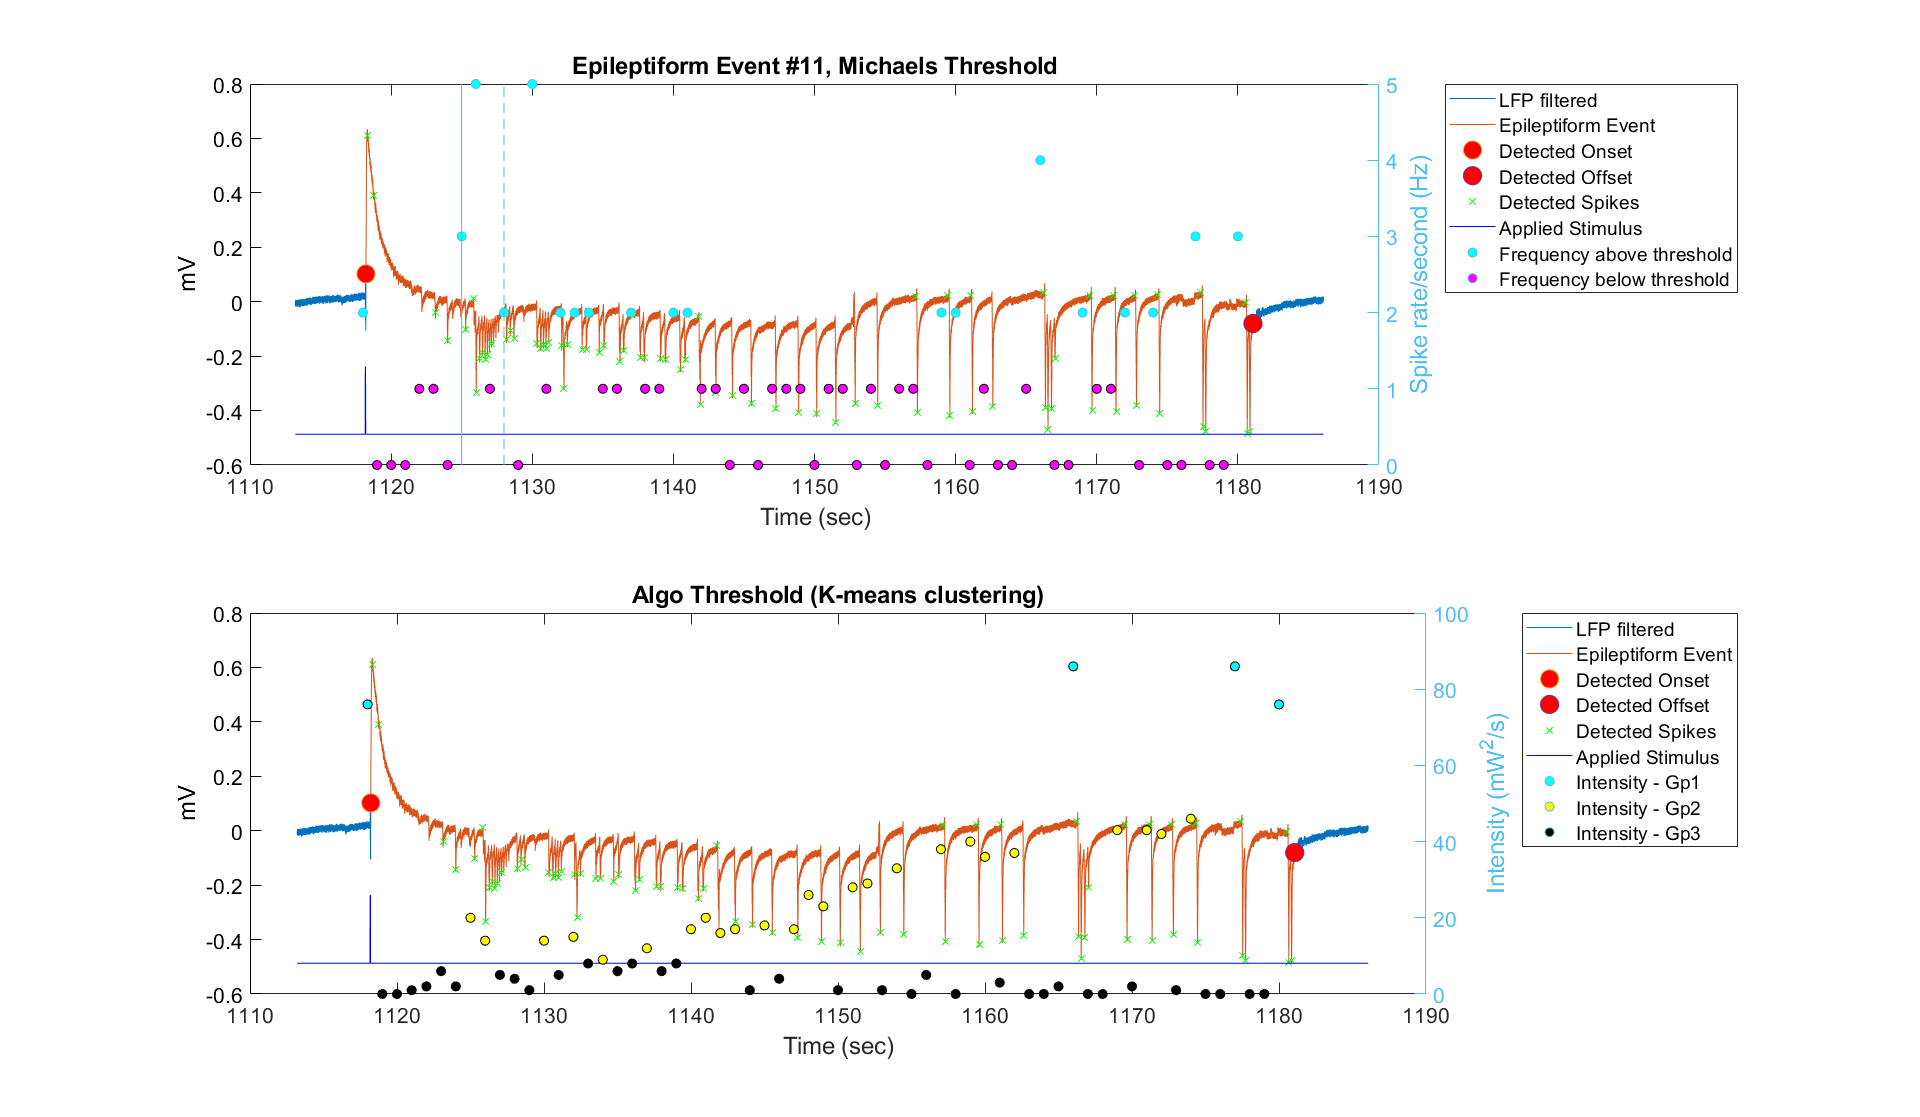 Epileptiform Event #11, Michaels Threshold
0.8
0.6
0.4
0.2
0
-0.2
-0.4
-0.6
mV
1110
1120
1130
1140
1150
1160
1170
1180
1190
Time (sec)
5
4
3
2
1
0
Spike rate/second (Hz)
LFP filtered
Epileptiform Event
Detected Onset
Detected Offset
Detected Spikes
Applied Stimulus
Frequency above threshold
Frequency below threshold
Algo Threshold (K-means clustering)
0.8
0.6
0.4
0.2
0
-0.2
-0.4
-0.6
mV
1110
1120
1130
1140
1150
1160
1170
1180
1190
Time (sec)
100
80
60
40
20
0
Intensity (mW²/s)
LFP filtered
Epileptiform Event
Detected Onset
Detected Offset
Detected Spikes
Applied Stimulus
Intensity - Gp1
Intensity - Gp2
Intensity - Gp3